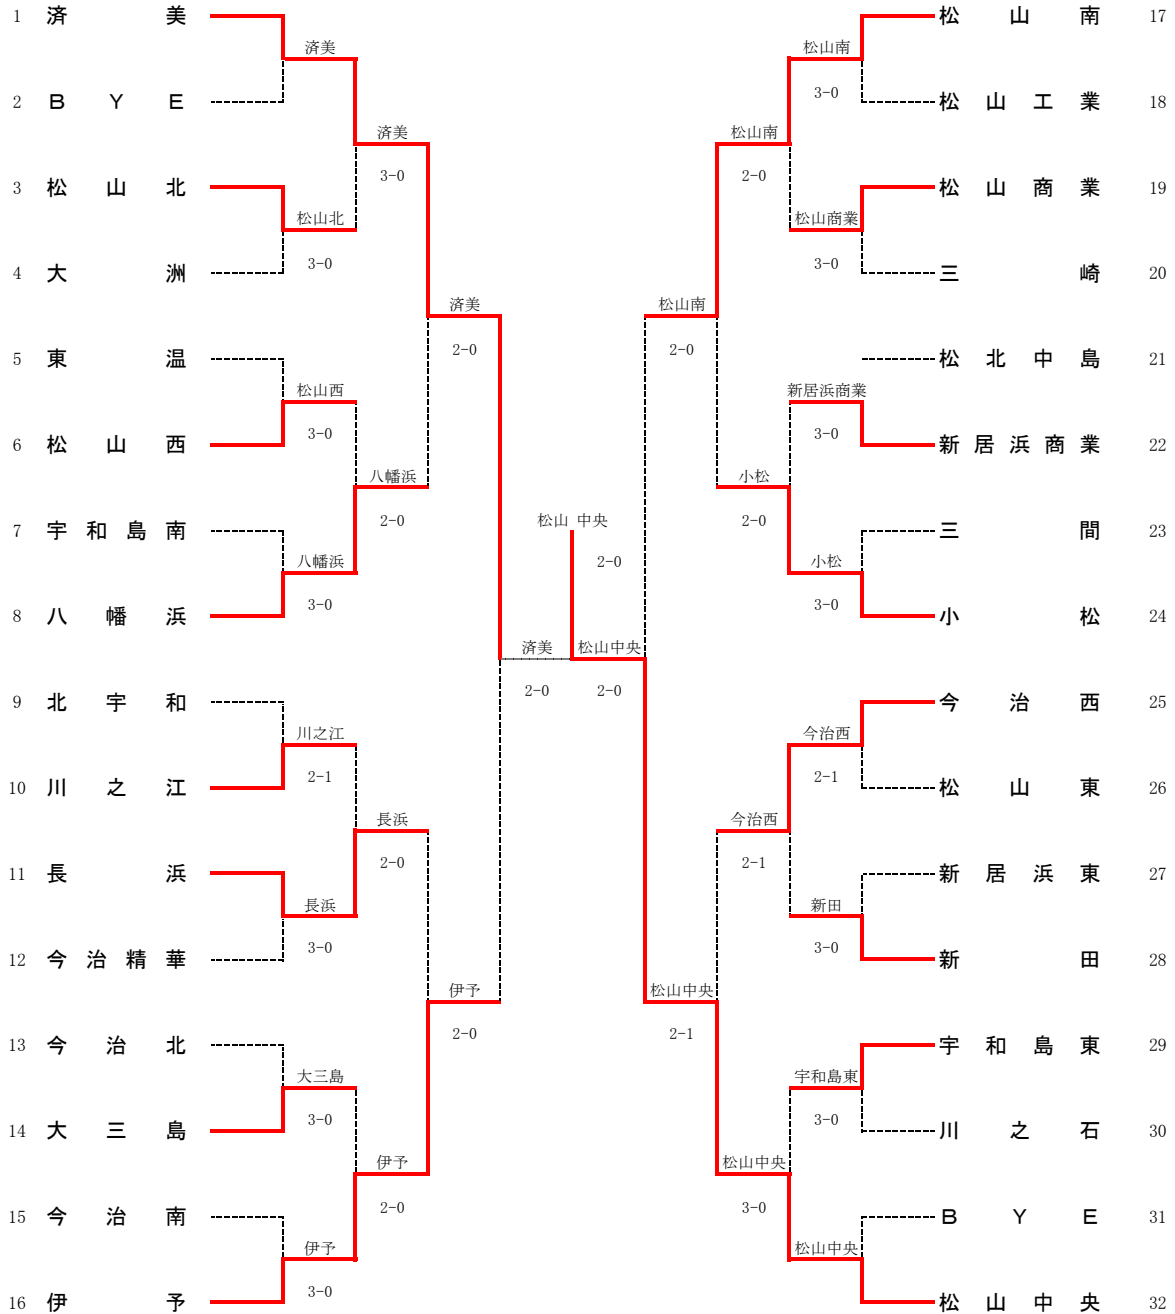 1 済美
済美
2 BYE
済美
3-0
3 松山北
松山北
3-0
4 大洲
済美
2-0
5 東温
松山西
3-0
6 松山西
八幡浜
2-0
7 宇和島南
八幡浜
3-0
8 八幡浜
済美
2-0
9 北宇和
川之江
2-1
10 川之江
長浜
2-0
11 長浜
長浜
3-0
12 今治精華
伊予
2-0
13 今治北
大三島
3-0
14 大三島
伊予
2-0
15 今治南
伊予
3-0
16 伊予
松山 中央
2-0
松山中央
2-0
松山南 17
松山南
3-0
松山工業 18
松山南
2-0
松山商業 19
松山商業
3-0
三崎 20
松山南
2-0
松北中島 21
新居浜商業
3-0
新居浜商業 22
小松
2-0
三間 23
小松
3-0
小松 24
今治西 25
今治西
2-1
松山東 26
今治西
2-1
新居浜東 27
新田
3-0
新田 28
松山中央
2-1
宇和島東 29
宇和島東
3-0
川之石 30
松山中央
3-0
BYE 31
松山中央
松山中央 32